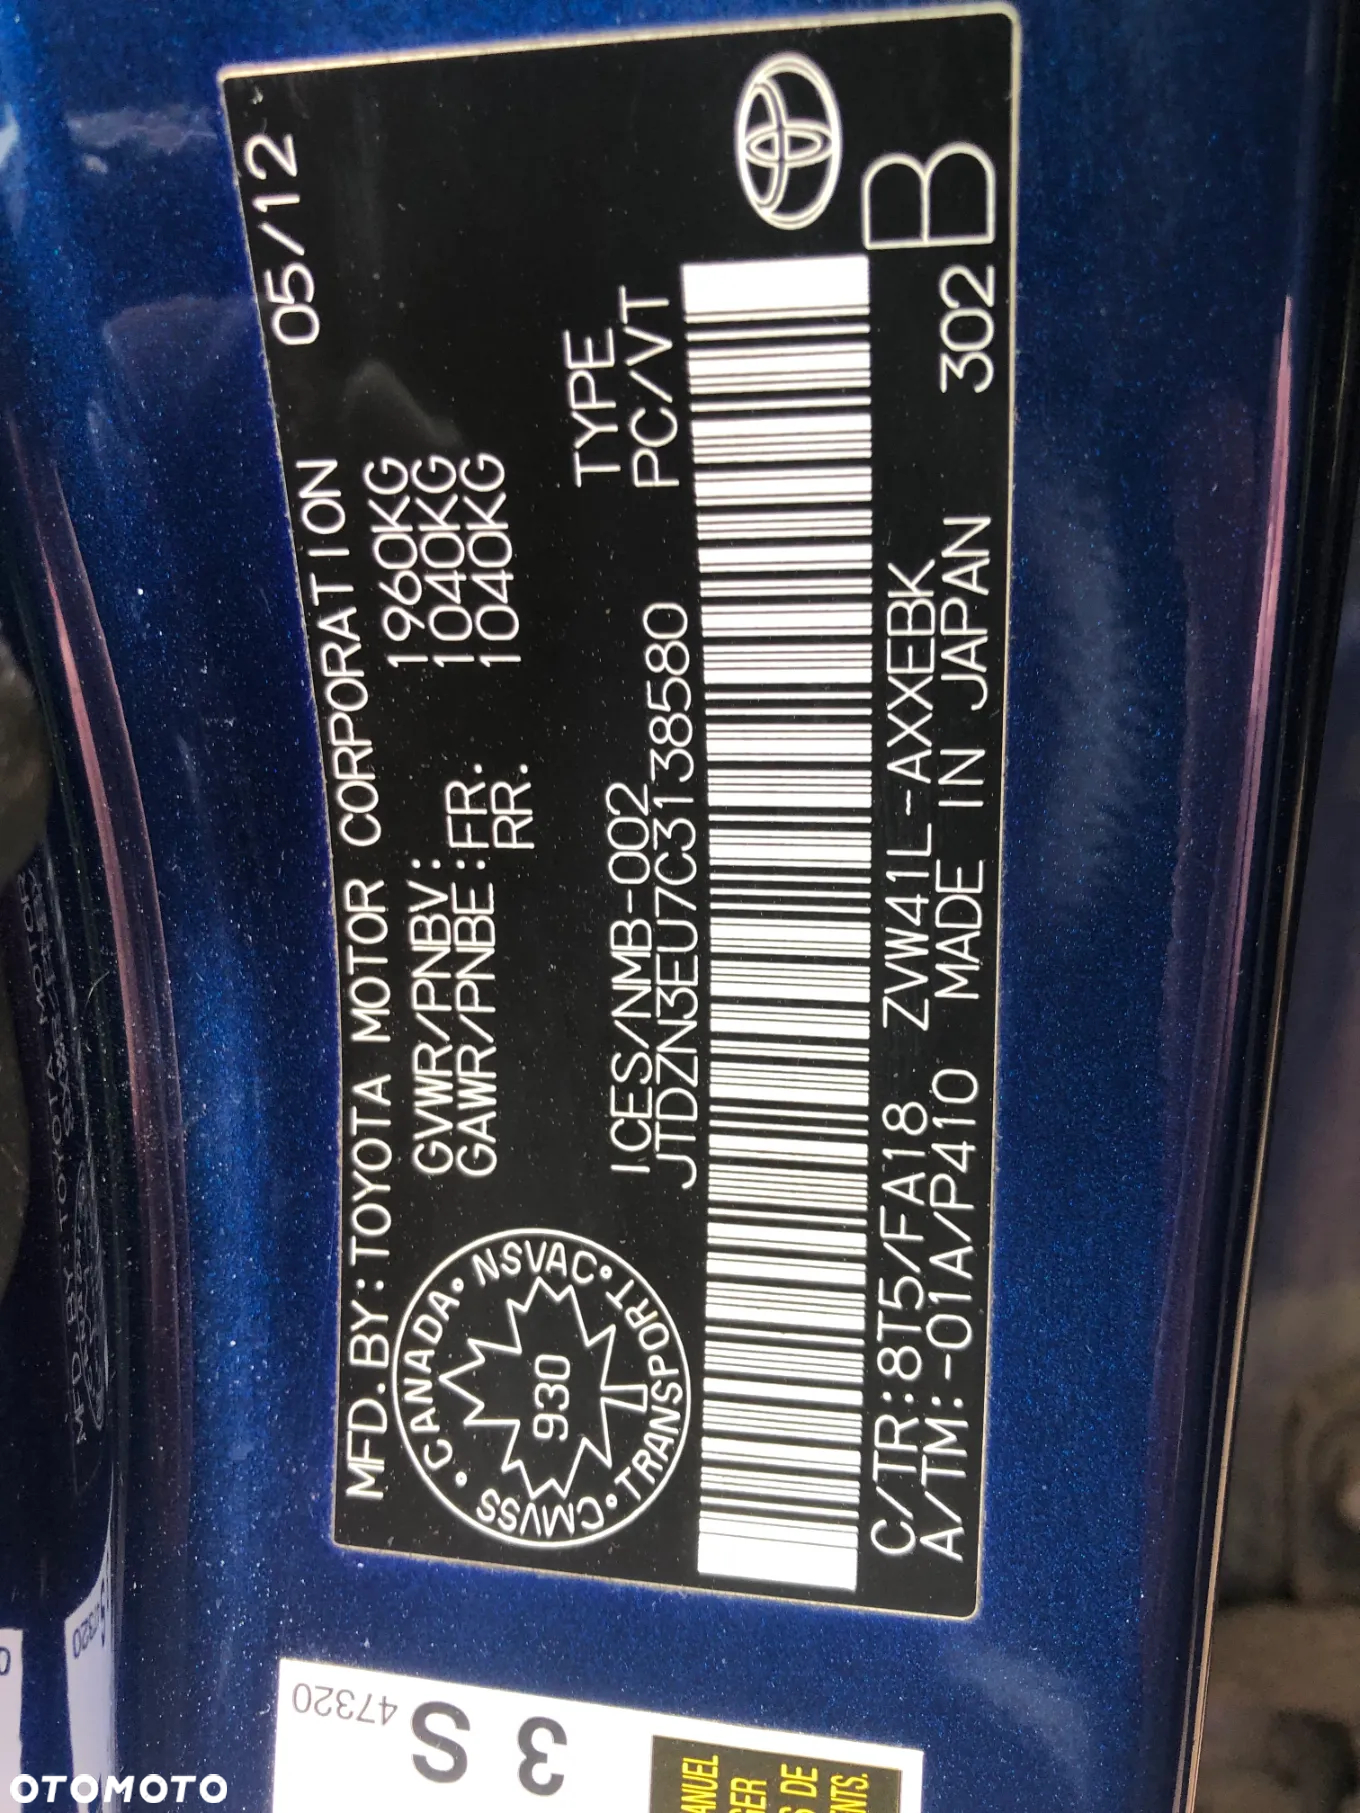 MFD.BY:TOYOTA MOTOR CORPORATION 05/12
GVWR/PNBV: 1960KG
GAWR/PNBE:FR. 1040KG
RR. 1040KG
CANADA
NSVAC
TRANSPORT
CMVSS
930
ICES/NMB-002 TYPE
JTDZN3EU7C3138580 PC/VT
C/TR:8T5/FA18 ZVW41L-AXXEBK
A/TM:-01A/P410 MADE IN JAPAN 302 B
47320
3 S
OTOMOTO